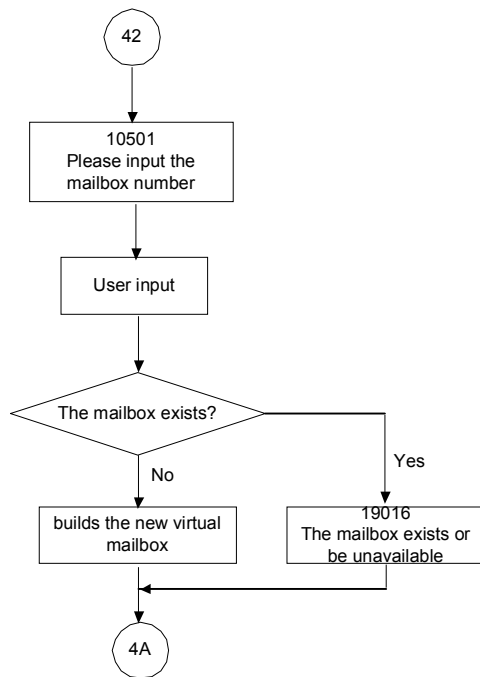 42
10501
Please input the
mailbox number
User input
The mailbox exists?
No
Yes
builds the new virtual
mailbox
19016
The mailbox exists or
be unavailable
4A